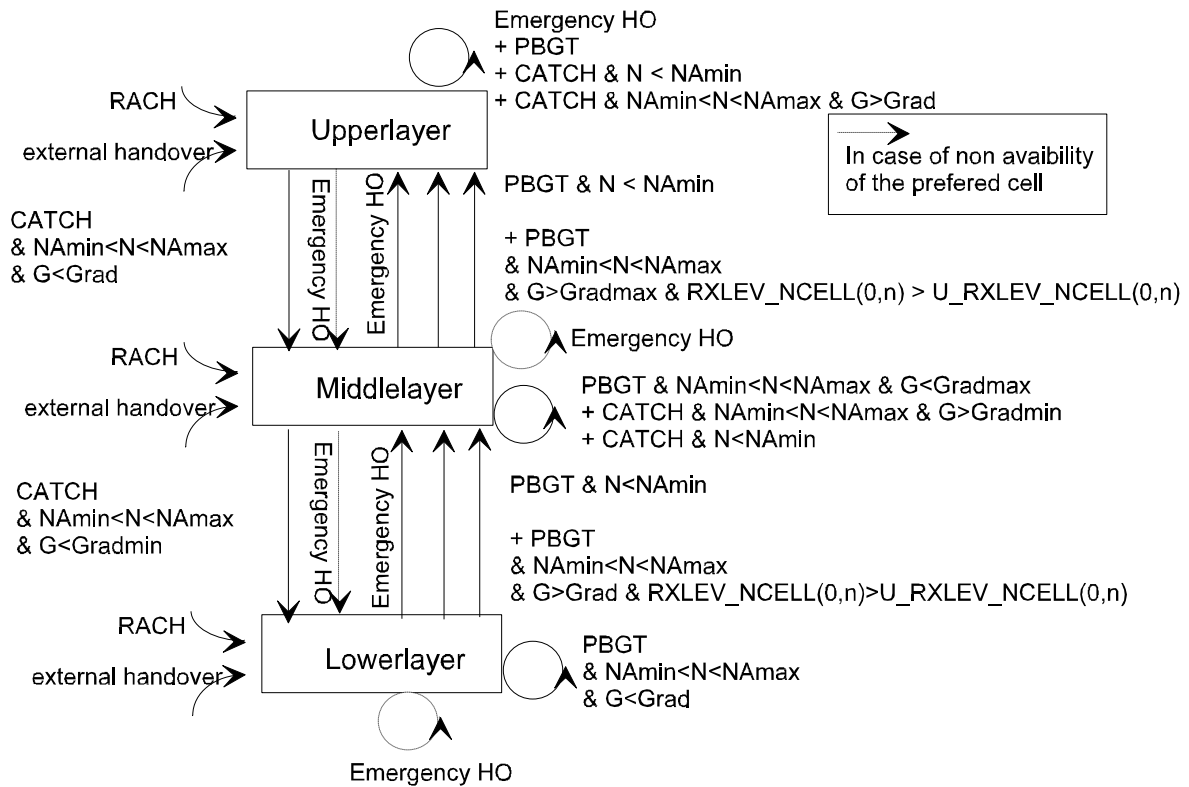 Emergency HO
+ PBGT
+ CATCH & N < NAmin
+ CATCH & NAmin<N<NAmax & G>Grad
RACH
external handover
Upperlayer
In case of non avaibility
of the prefered cell
CATCH
& NAmin<N<NAmax
& G<Grad
Emergency HO
Emergency HO
PBGT & N < NAmin
+ PBGT
& NAmin<N<NAmax
& G>Gradmax & RXLEV_NCELL(0,n) > U_RXLEV_NCELL(0,n)
RACH
external handover
Middlelayer
Emergency HO
PBGT & NAmin<N<NAmax & G<Gradmax
+ CATCH & NAmin<N<NAmax & G>Gradmin
+ CATCH & N<NAmin
CATCH
& NAmin<N<NAmax
& G<Gradmin
Emergency HO
Emergency HO
PBGT & N<NAmin
+ PBGT
& NAmin<N<NAmax
& G>Grad & RXLEV_NCELL(0,n)>U_RXLEV_NCELL(0,n)
RACH
external handover
Lowerlayer
PBGT
& NAmin<N<NAmax
& G<Grad
Emergency HO